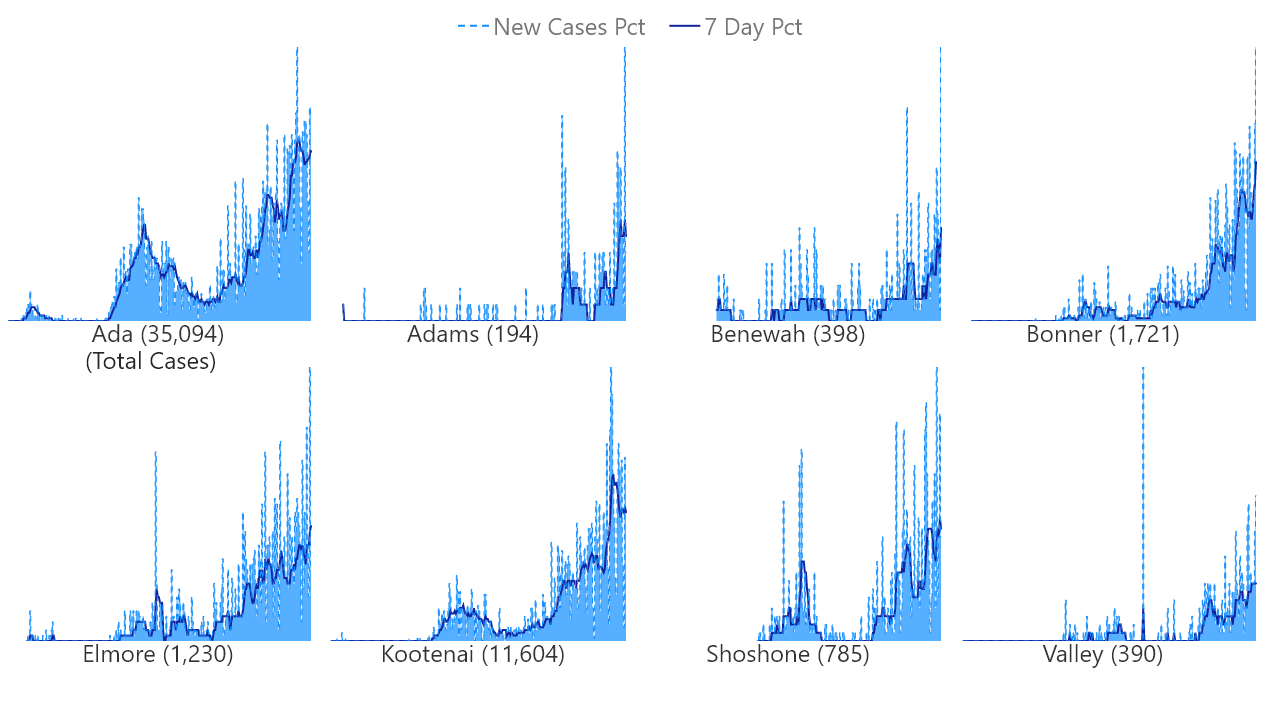 New Cases Pct 7 Day Pct
Ada (35,094) Adams (194) Benewah (398) Bonner (1,721)
(Total Cases)
Elmore (1,230) Kootenai (11,604) Shoshone (785) Valley (390)